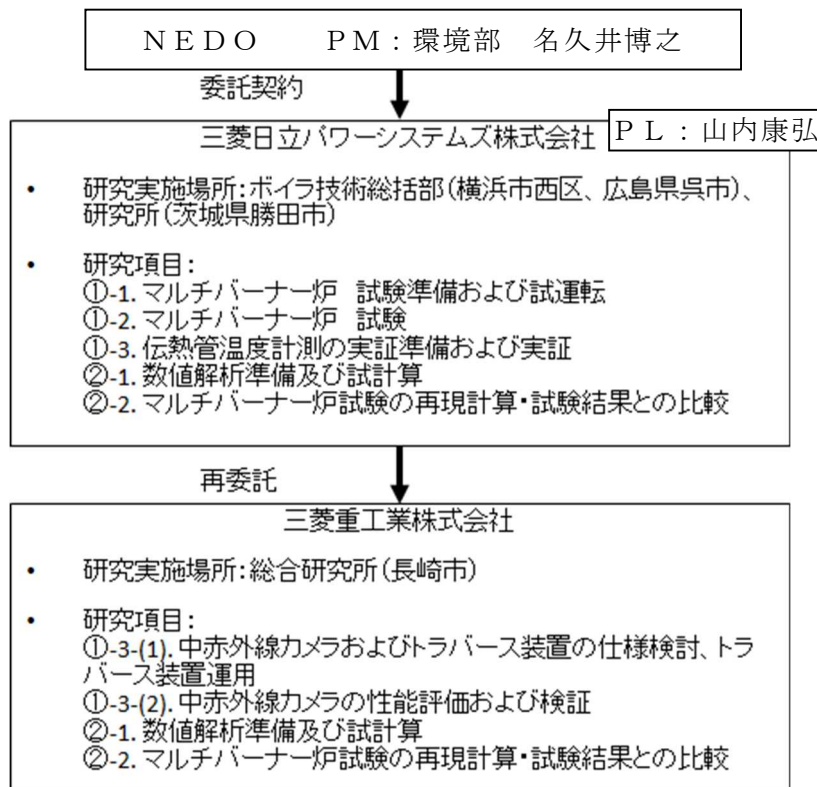 NEDO PM:環境部 名久井博之
委託契約
三菱日立パワーシステムズ株式会社
PL:山内康弘
• 研究実施場所:ボイラ技術総括部(横浜市西区、広島県呉市)、
研究所(茨城県勝田市)
• 研究項目:
①-1. マルチバーナー炉 試験準備および試運転
①-2. マルチバーナー炉 試験
①-3. 伝熱管温度計測の実証準備および実証
②-1. 数値解析準備及び試計算
②-2. マルチバーナー炉試験の再現計算・試験結果との比較
再委託
三菱重工業株式会社
• 研究実施場所:総合研究所(長崎市)
• 研究項目:
①-3-(1). 中赤外線カメラおよびトラバース装置の仕様検討、トラ
バース装置運用
①-3-(2). 中赤外線カメラの性能評価および検証
②-1. 数値解析準備及び試計算
②-2. マルチバーナー炉試験の再現計算・試験結果との比較